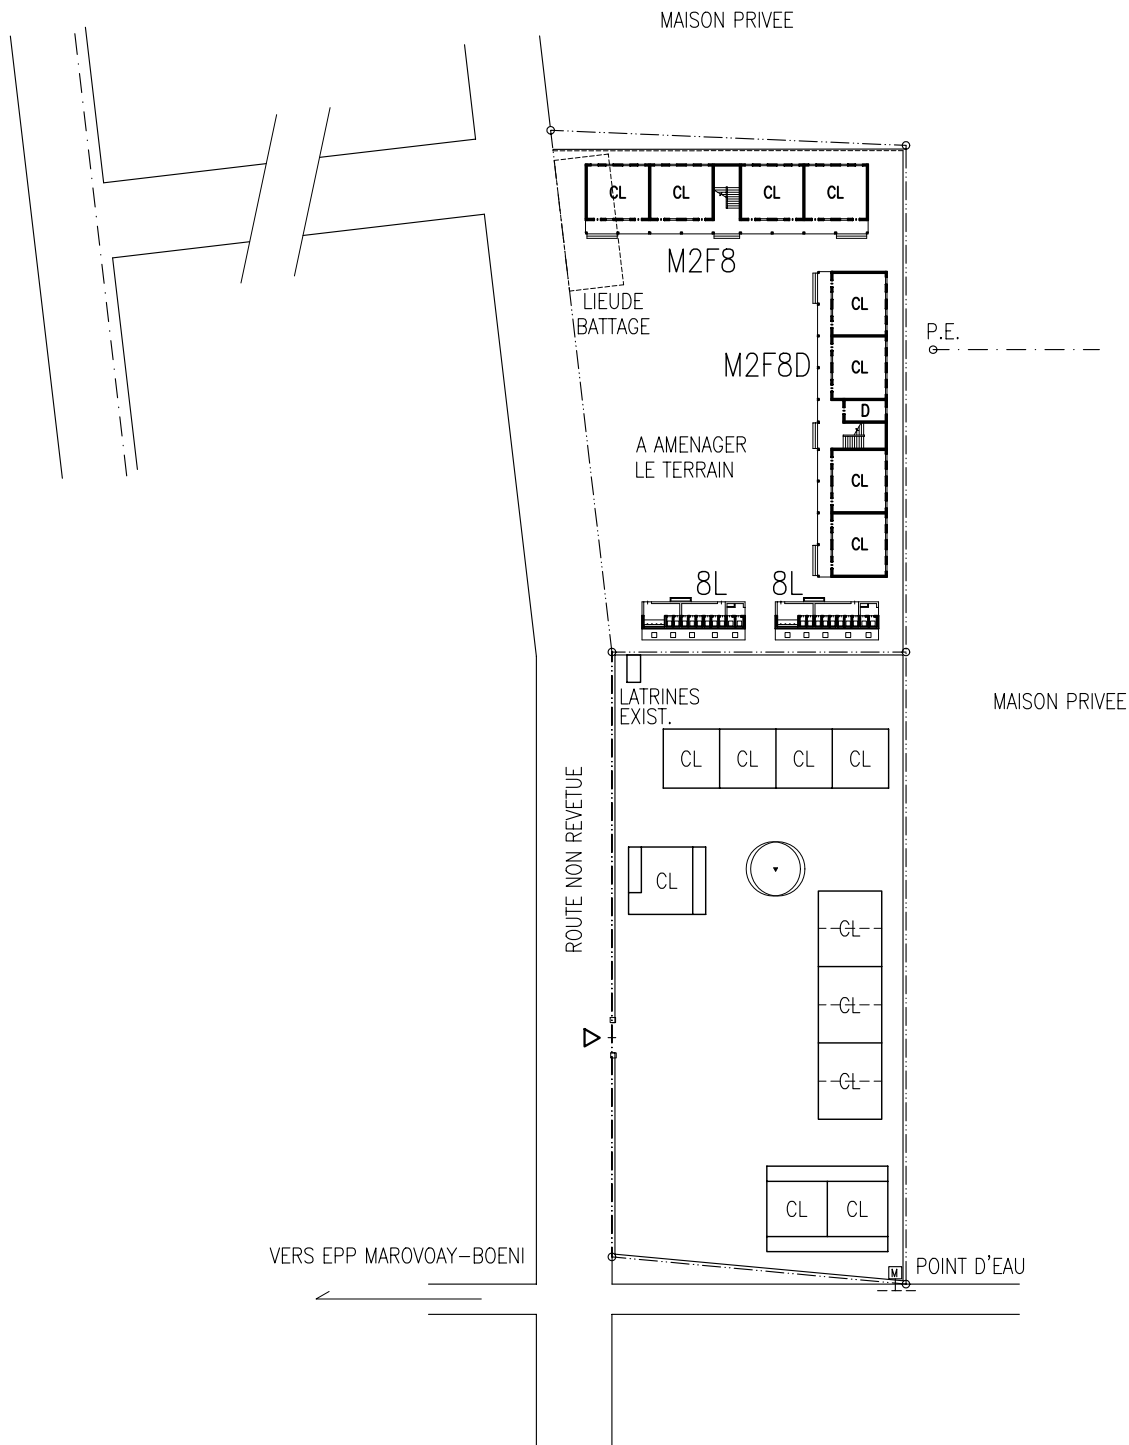 MAISON PRIVEE
CL
CL
CL
CL
M2F8
LIEUDE
BATTAGE
CL
P.E.
CL
M2F8D
D
A AMENAGER
LE TERRAIN
CL
CL
8L
8L
LATRINES
EXIST.
MAISON PRIVEE
CL
CL
CL
CL
ROUTE NON REVETUE
CL
CL
CL
CL
CL
CL
VERS EPP MAROVOAY-BOENI
M
POINT D'EAU